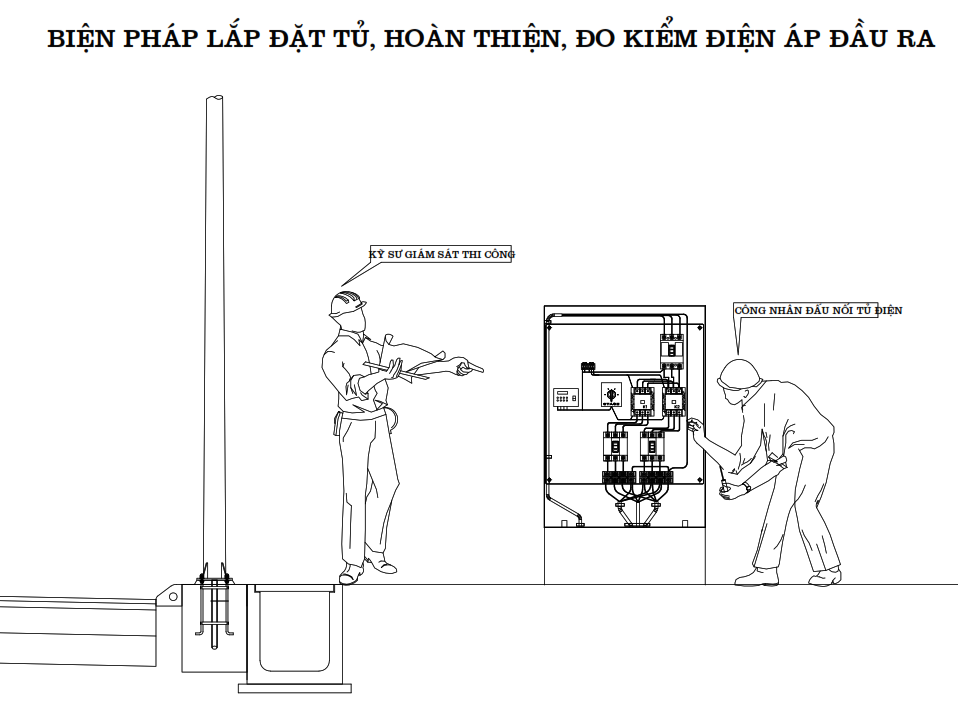 BIỆN PHÁP LẮP ĐẶT TỦ, HOÀN THIỆN, ĐO KIỂM ĐIỆN ÁP ĐẦU RA
KỸ SƯ GIÁM SÁT THI CÔNG
CÔNG NHÂN ĐẤU NỐI TỦ ĐIỆN